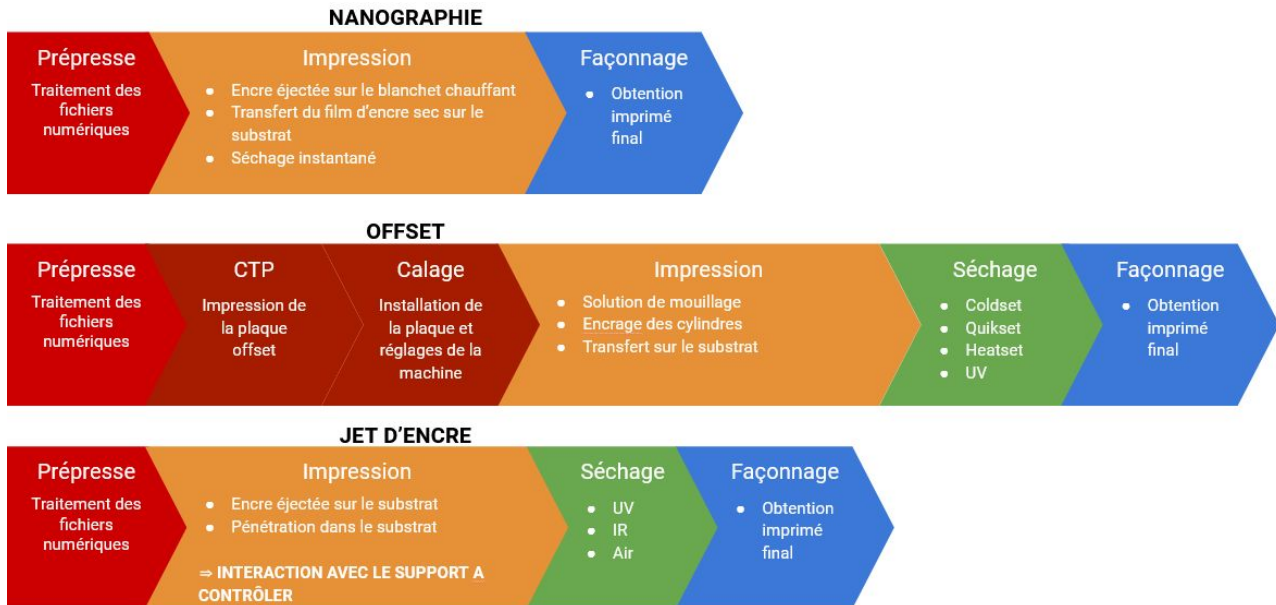 NANOGRAPHIE
Prépresse
Traitement des
fichiers
numériques
Impression
● Encre éjectée sur le blanchet chauffant
● Transfert du film d'encre sec sur le
substrat
● Séchage instantané
Façonnage
● Obtention
imprimé
final
OFFSET
Prépresse
Traitement des
fichiers
numériques
CTP
Impression de
la plaque
offset
Calage
Installation de
la plaque et
réglages de la
machine
Impression
● Solution de mouillage
● Encrage des cylindres
● Transfert sur le substrat
Séchage
● Coldset
● Quikset
● Heatset
● UV
Façonnage
● Obtention
imprimé
final
JET D'ENCRE
Prépresse
Traitement des
fichiers
numériques
Impression
● Encre éjectée sur le substrat
● Pénétration dans le substrat
⇒ INTERACTION AVEC LE SUPPORT A
CONTRÔLER
Séchage
● UV
● IR
● Air
Façonnage
● Obtention
imprimé
final